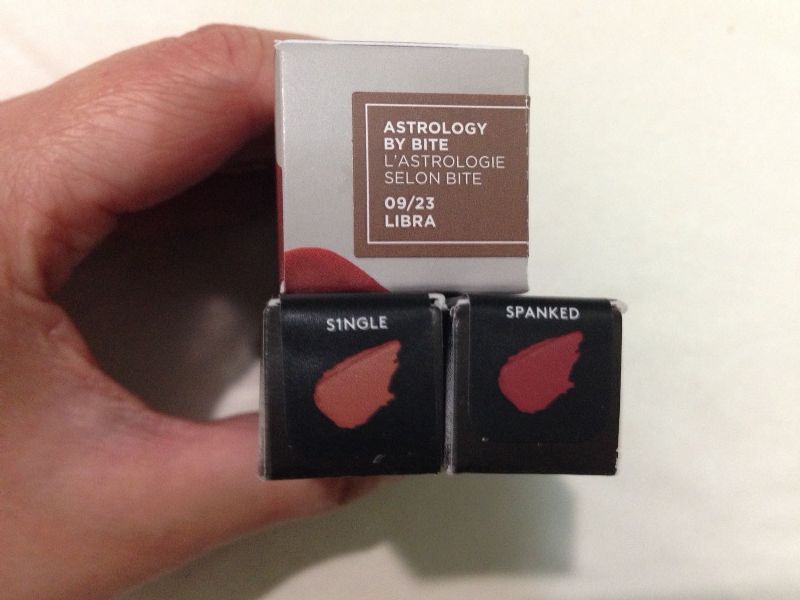 ASTROLOGY
BY BITE
L'ASTROLOGIE
SELON BITE
09/23
LIBRA
S1NGLE
SPANKED